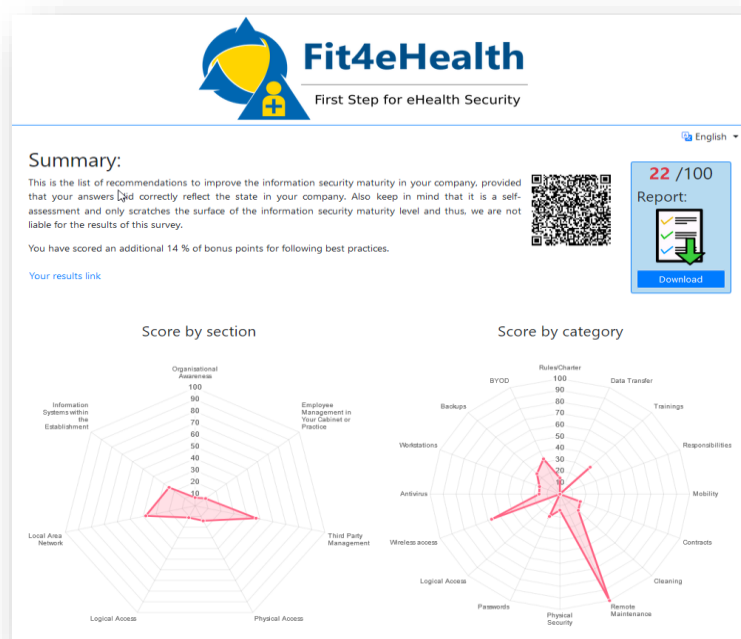 Fit4eHealth
First Step for eHealth Security
English
Summary:
This is the list of recommendations to improve the information security maturity in your company, provided
that your answers did correctly reflect the state in your company. Also keep in mind that it is a self-
assessment and only scratches the surface of the information security maturity level and thus, we are not
liable for the results of this survey.
You have scored an additional 14 % of bonus points for following best practices.
Your results link
22 /100
Report:
Download
Score by section
Organisational
Awareness
100
90
80
70
60
50
40
30
20
10
Employee
Management in
Your Cabinet or
Practice
Third Party
Management
Physical Access
Logical Access
Local Area
Network
Information
Systems within
the
Establishment
Score by category
Rules/Charter
100
90
80
70
60
50
40
30
20
10
Data Transfer
Trainings
Responsibilities
Mobility
Contracts
Cleaning
Remote
Maintenance
Physical
Security
Passwords
Logical Access
Wireless access
Antivirus
Workstations
Backups
BYOD